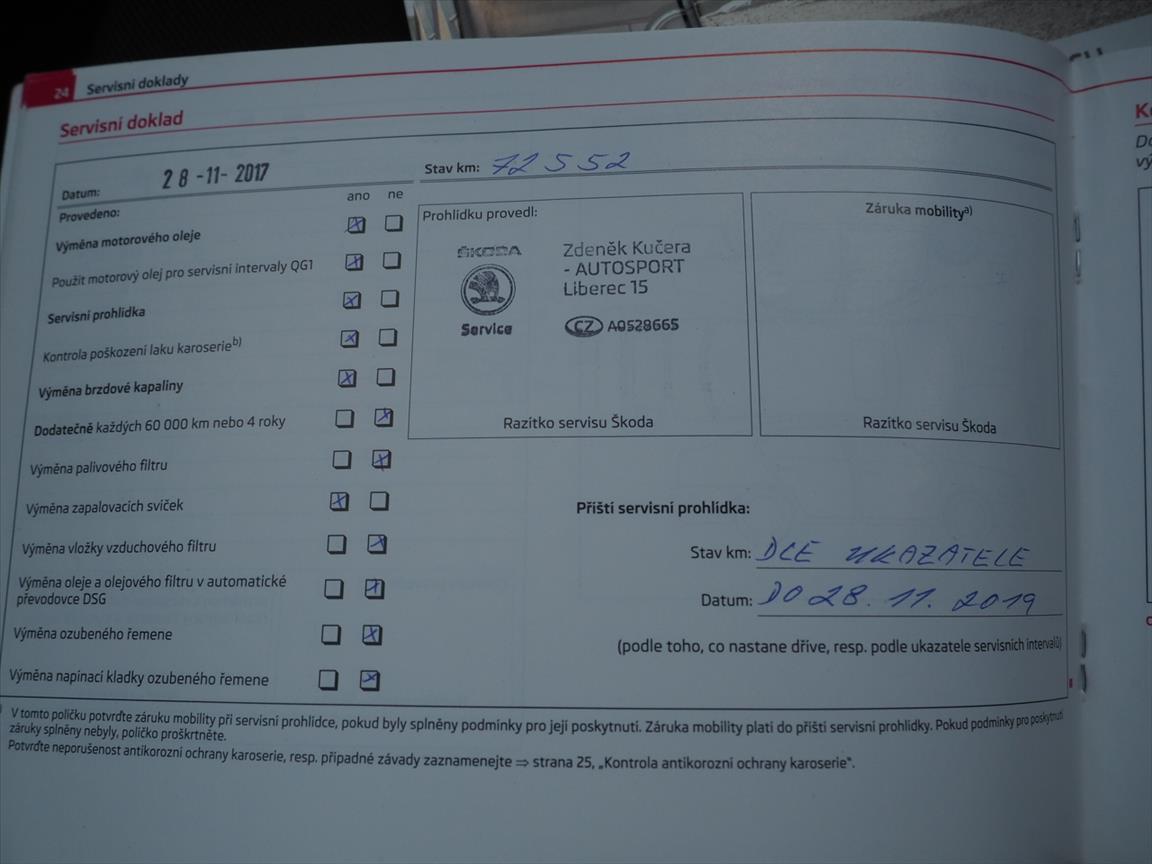 24 Servisní doklady
Servisní doklad
Datum: 28-11-2017
Stav km: 72552
Provedeno: ano ne
Výměna motorového oleje
Použit motorový olej pro servisní intervaly QG1
Servisní prohlídka
Kontrola poškození laku karoserie b)
Výměna brzdové kapaliny
Dodatečně každých 60 000 km nebo 4 roky
Výměna palivového filtru
Výměna zapalovacích svíček
Výměna vložky vzduchového filtru
Výměna oleje a olejového filtru v automatické
převodovce DSG
Výměna ozubeného řemene
Výměna napínací kladky ozubeného řemene
Prohlídku provedl:
ŠKODA
Service
Zdeněk Kučera
- AUTOSPORT
Liberec 15
CZ A0528665
Razítko servisu Škoda
Záruka mobility a)
Razítko servisu Škoda
Příští servisní prohlídka:
Stav km: DLE UKAZATELE
Datum: DO 28. 11. 2019
(podle toho, co nastane dříve, resp. podle ukazatele servisních intervalů)
V tomto políčku potvrďte záruku mobility při servisní prohlídce, pokud byly splněny podmínky pro její poskytnutí. Záruka mobility platí do příští servisní prohlídky. Pokud podmínky pro poskytnutí
záruky splněny nebyly, políčko proškrtněte.
Potvrďte neporušenost antikorozní ochrany karoserie, resp. případné závady zaznamenejte ⇒ strana 25, „Kontrola antikorozní ochrany karoserie".